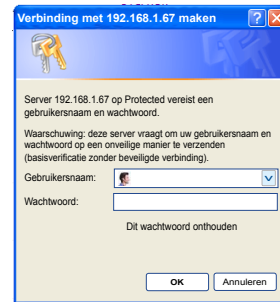 Verbinding met 192.168.1.67 maken
Server 192.168.1.67 op Protected vereist een
gebruikersnaam en wachtwoord.
Waarschuwing: deze server vraagt om uw gebruikersnaam en
wachtwoord op een onveilige manier te verzenden
(basisverificatie zonder beveiligde verbinding).
Gebruikersnaam:
Wachtwoord:
Dit wachtwoord onthouden
OK
Annuleren